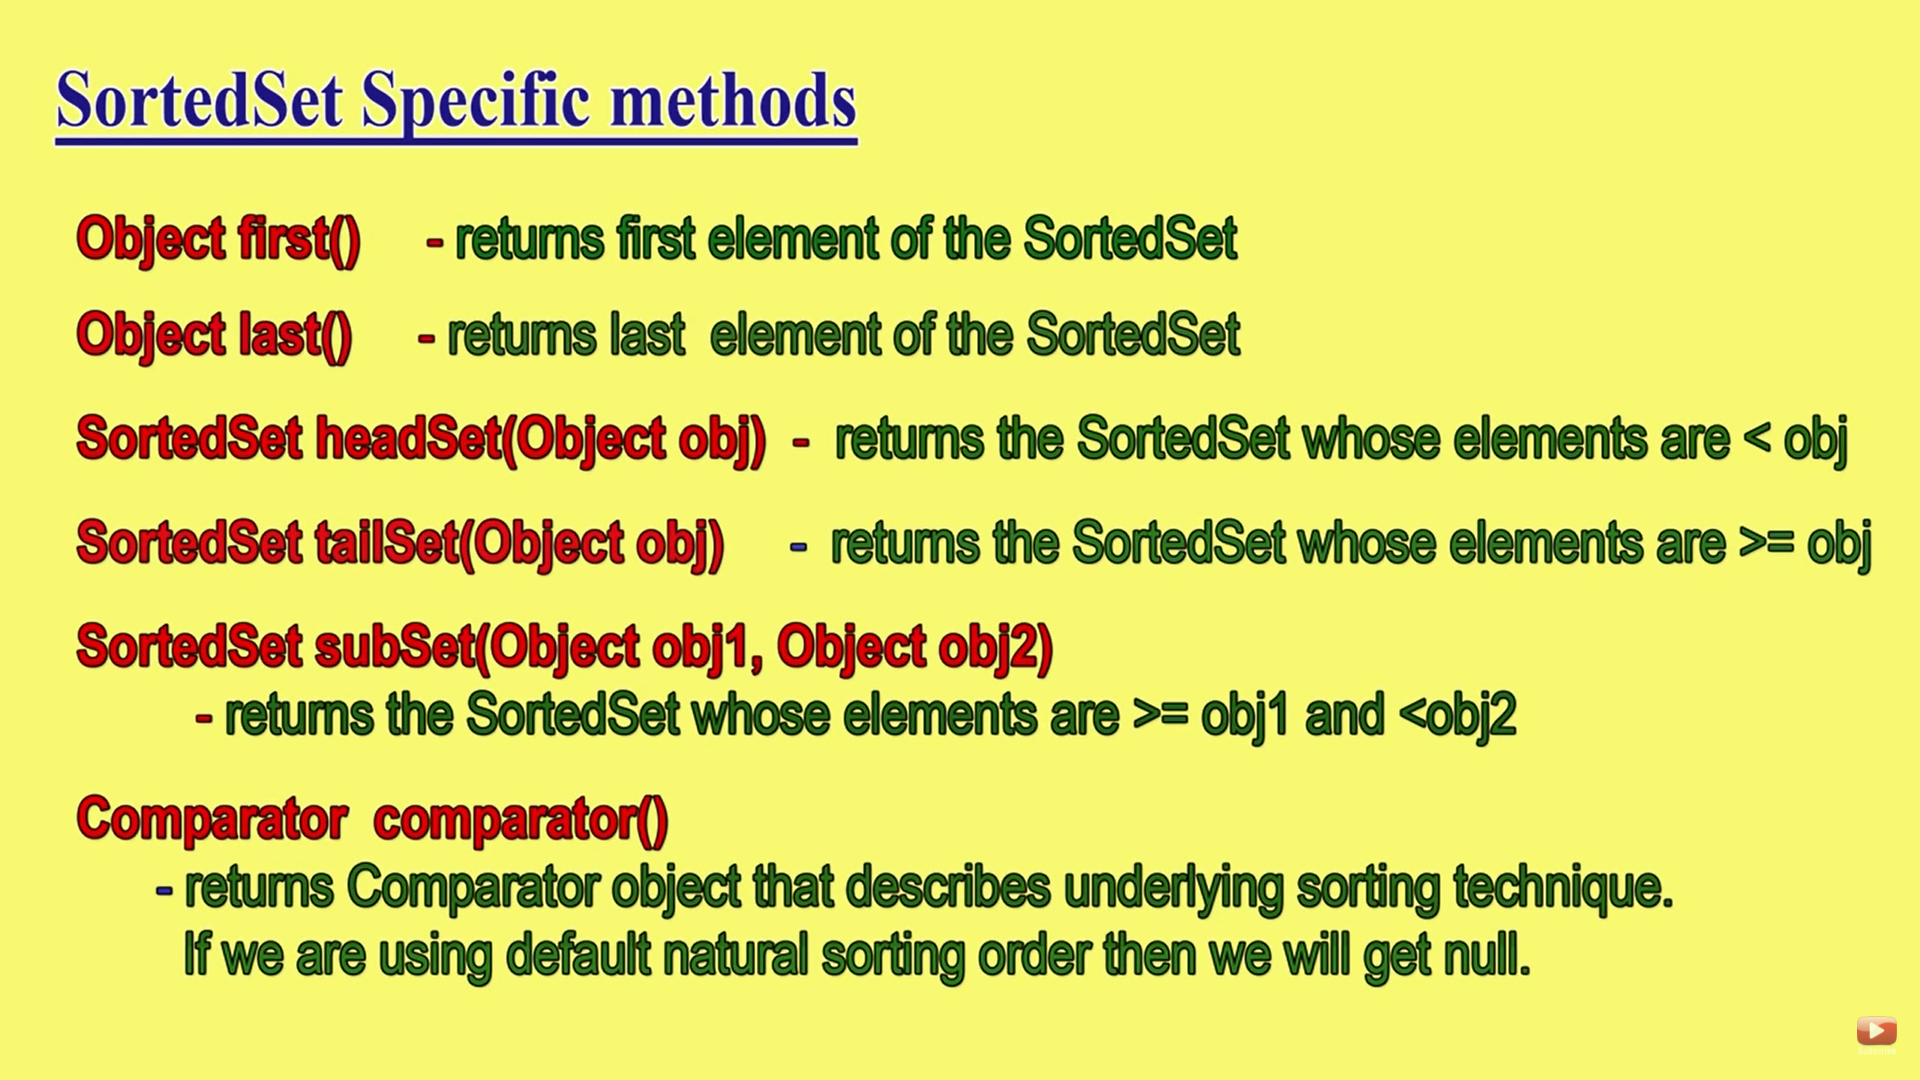 SortedSet Specific methods
Object first() - returns first element of the SortedSet
Object last() - returns last element of the SortedSet
SortedSet headSet(Object obj) - returns the SortedSet whose elements are < obj
SortedSet tailSet(Object obj) - returns the SortedSet whose elements are >= obj
SortedSet subSet(Object obj1, Object obj2)
- returns the SortedSet whose elements are >= obj1 and <obj2
Comparator comparator()
- returns Comparator object that describes underlying sorting technique.
If we are using default natural sorting order then we will get null.